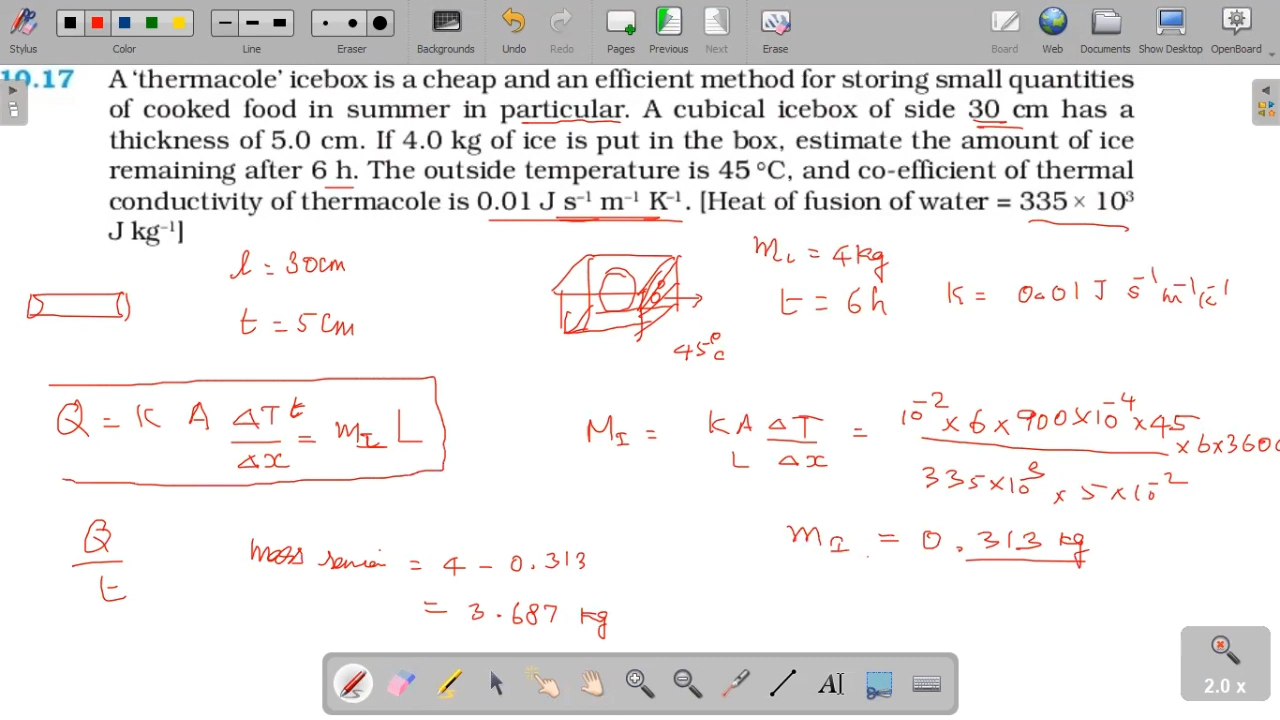 Stylus Color Line Eraser Backgrounds Undo Redo Pages Previous Next Erase Board Web Documents Show Desktop OpenBoard
10.17 A ‘thermacole’ icebox is a cheap and an efficient method for storing small quantities
of cooked food in summer in particular. A cubical icebox of side 30 cm has a
thickness of 5.0 cm. If 4.0 kg of ice is put in the box, estimate the amount of ice
remaining after 6 h. The outside temperature is 45 °C, and co-efficient of thermal
conductivity of thermacole is 0.01 J s⁻¹ m⁻¹ K⁻¹. [Heat of fusion of water = 335 × 10³
J kg⁻¹]
l = 30cm
t = 5cm
45°C
m = 4kg
t = 6h
K = 0.01 J s⁻¹ m⁻¹ K⁻¹
Q = K A ΔT t / Δx = m_I L
M_I = K A ΔT / L Δx = 10⁻² × 6 × 900 × 10⁻⁴ × 45 × 6 × 3600 / 335 × 10³ × 5 × 10⁻²
m_I = 0.313 kg
Q / t
mass = 4 - 0.313
= 3.687 kg
2.0 x